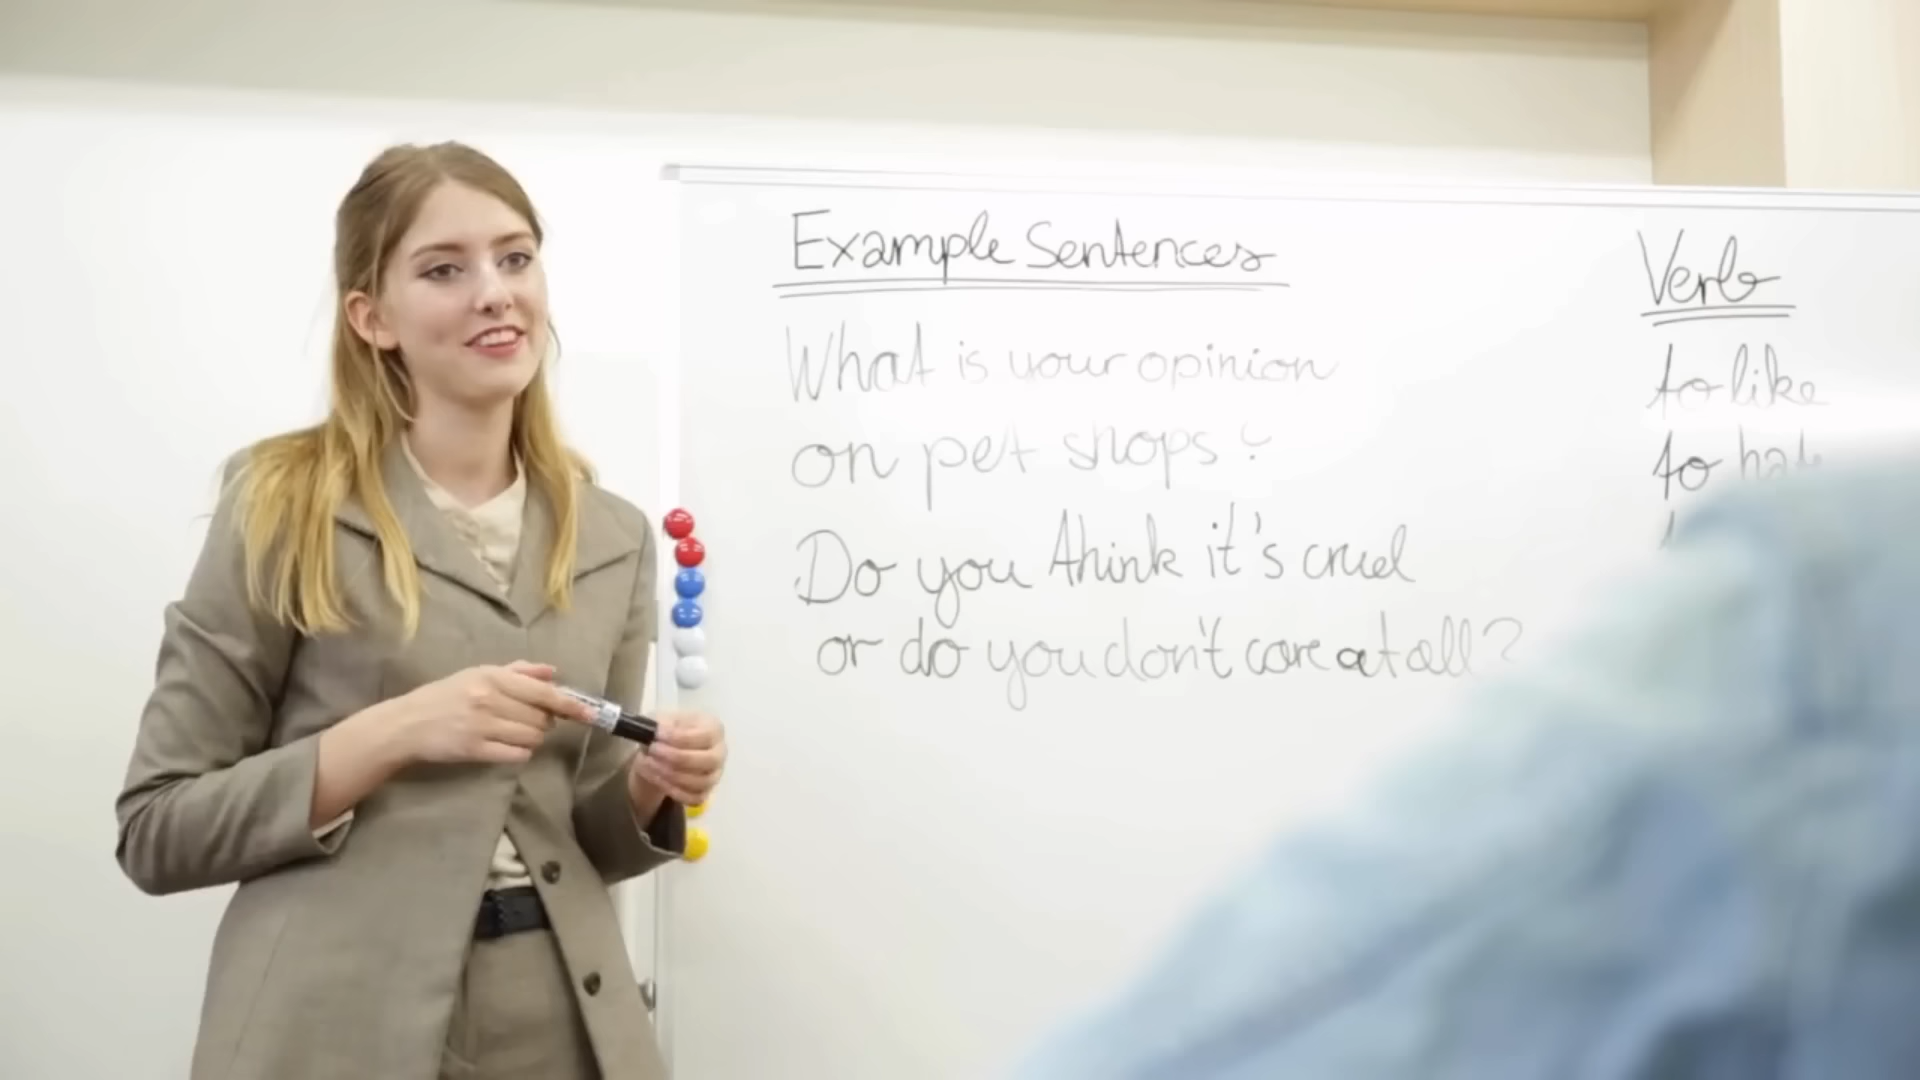 Example Sentences
What is your opinion
on pet shops?
Do you think it's cruel
or do you don't care at all?
Verb
to like
to